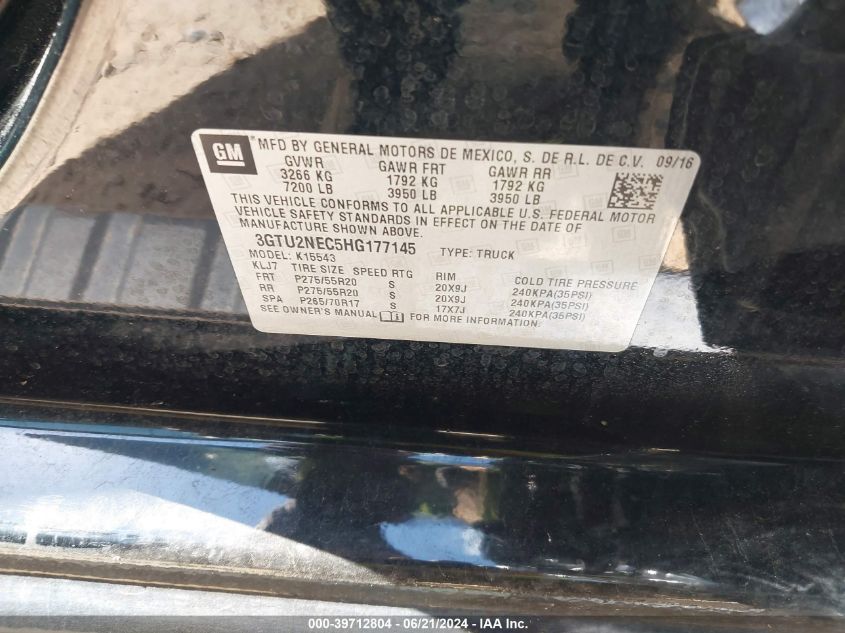 GM
MFD BY GENERAL MOTORS DE MEXICO, S. DE R.L. DE C.V. 09/16
GVWR GAWR FRT GAWR RR
3266 KG 1792 KG 1792 KG
7200 LB 3950 LB 3950 LB
THIS VEHICLE CONFORMS TO ALL APPLICABLE U.S. FEDERAL MOTOR
VEHICLE SAFETY STANDARDS IN EFFECT ON THE DATE OF
MANUFACTURE SHOWN ABOVE.
3GTU2NEC5HG177145 TYPE: TRUCK
MODEL: K15543
KLJ7 TIRE SIZE SPEED RTG RIM COLD TIRE PRESSURE
FRT P275/55R20 S 20X9J 240KPA(35PSI)
RR P275/55R20 S 20X9J 240KPA(35PSI)
SPA P265/70R17 S 17X7J 240KPA(35PSI)
SEE OWNER'S MANUAL FOR MORE INFORMATION.
000-39712804 - 06/21/2024 - IAA Inc.